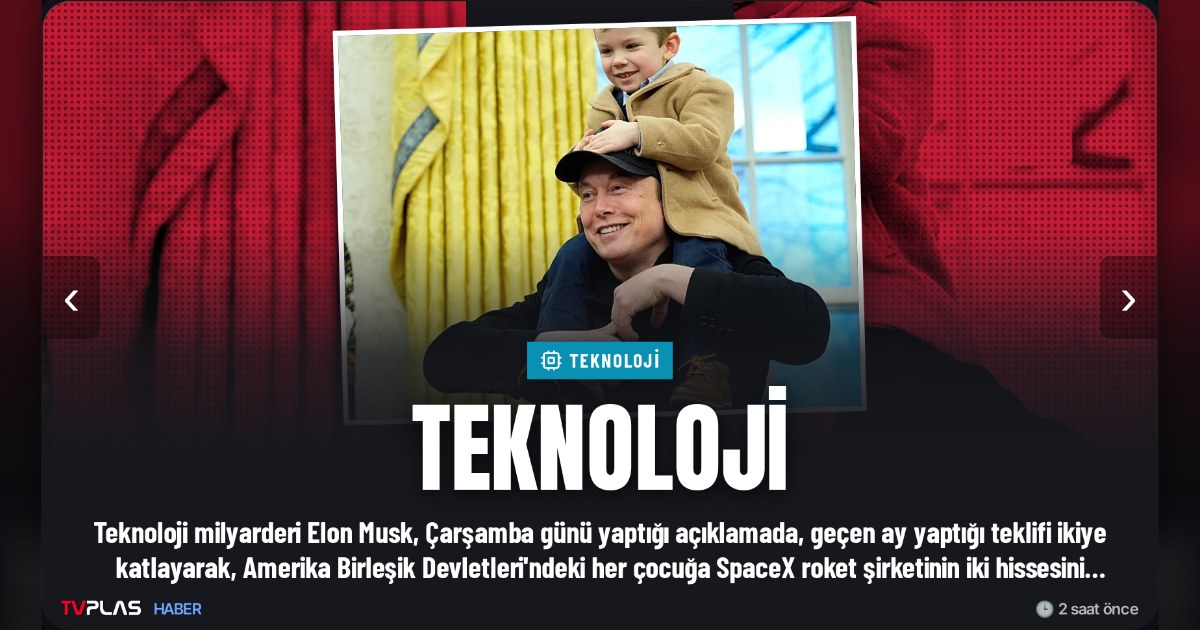 TEKNOLOJİ
TEKNOLOJİ
Teknoloji milyarderi Elon Musk, Çarşamba günü yaptığı açıklamada, geçen ay yaptığı teklifi ikiye
katlayarak, Amerika Birleşik Devletleri'ndeki her çocuğa SpaceX roket şirketinin iki hissesini...
TVPLAS HABER
2 saat önce